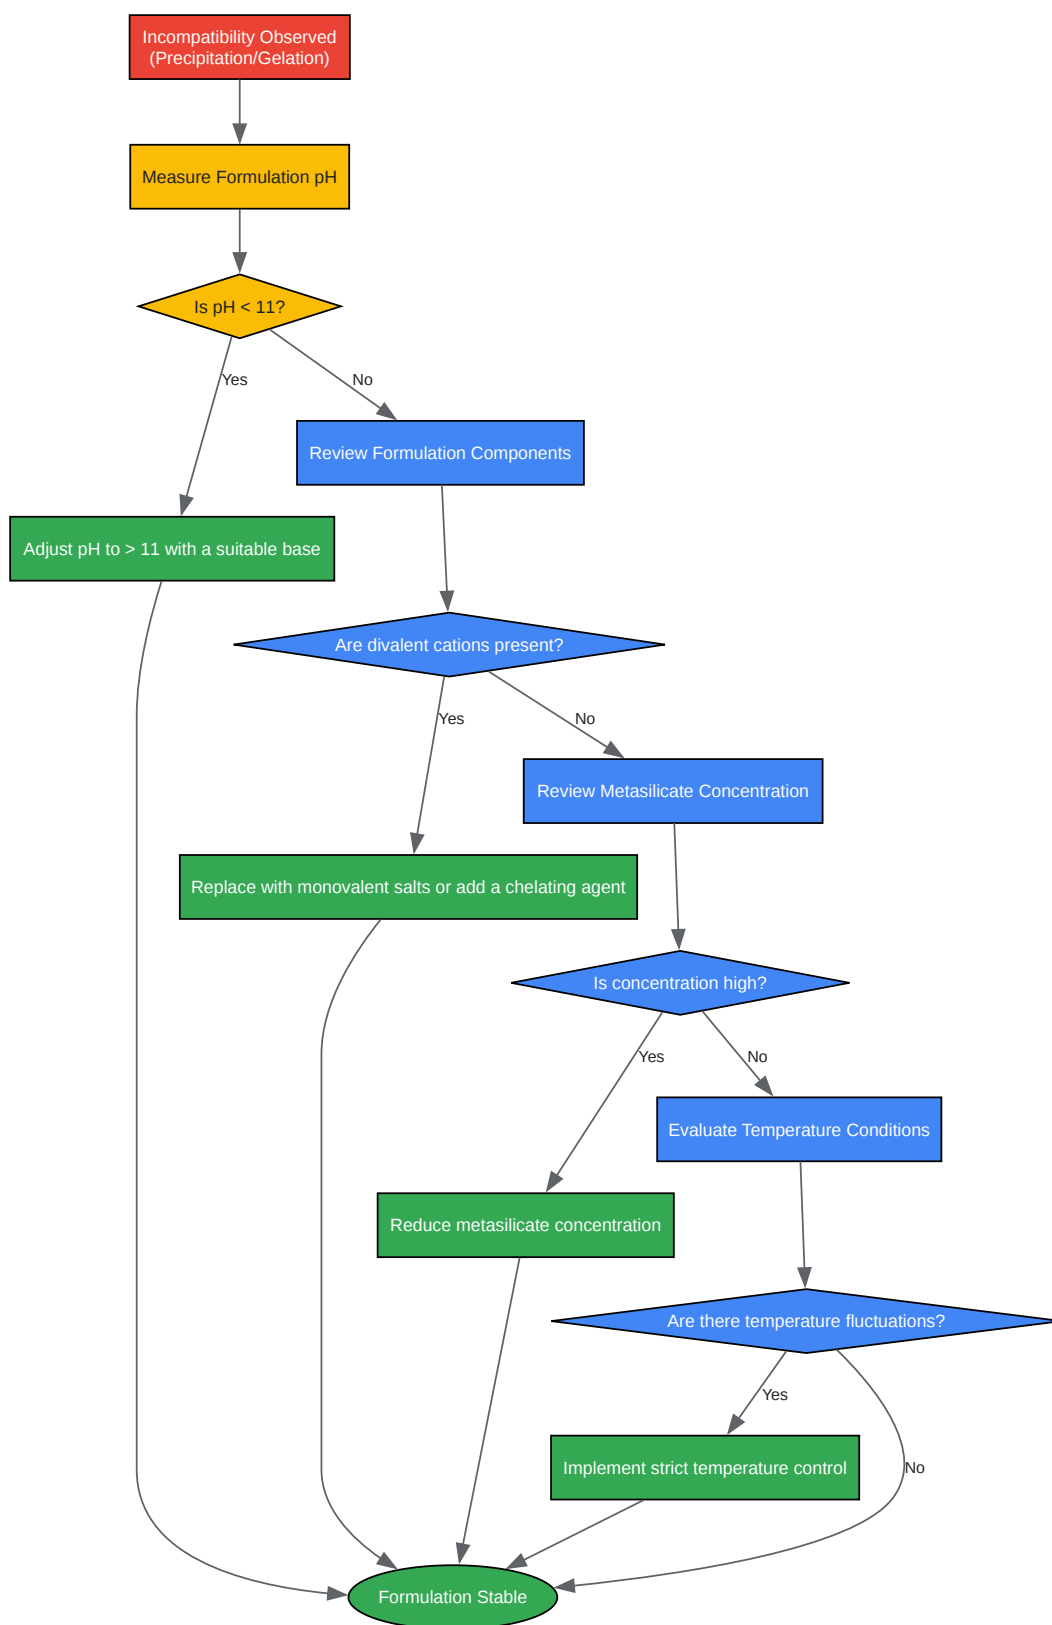 Incompatibility Observed
(Precipitation/Gelation)
Measure Formulation pH
Is pH < 11?
Yes
No
Review Formulation Components
Adjust pH to > 11 with a suitable base
Are divalent cations present?
Yes
No
Review Metasilicate Concentration
Replace with monovalent salts or add a chelating agent
Is concentration high?
Yes
No
Evaluate Temperature Conditions
Reduce metasilicate concentration
Are there temperature fluctuations?
Yes
Implement strict temperature control
No
Formulation Stable